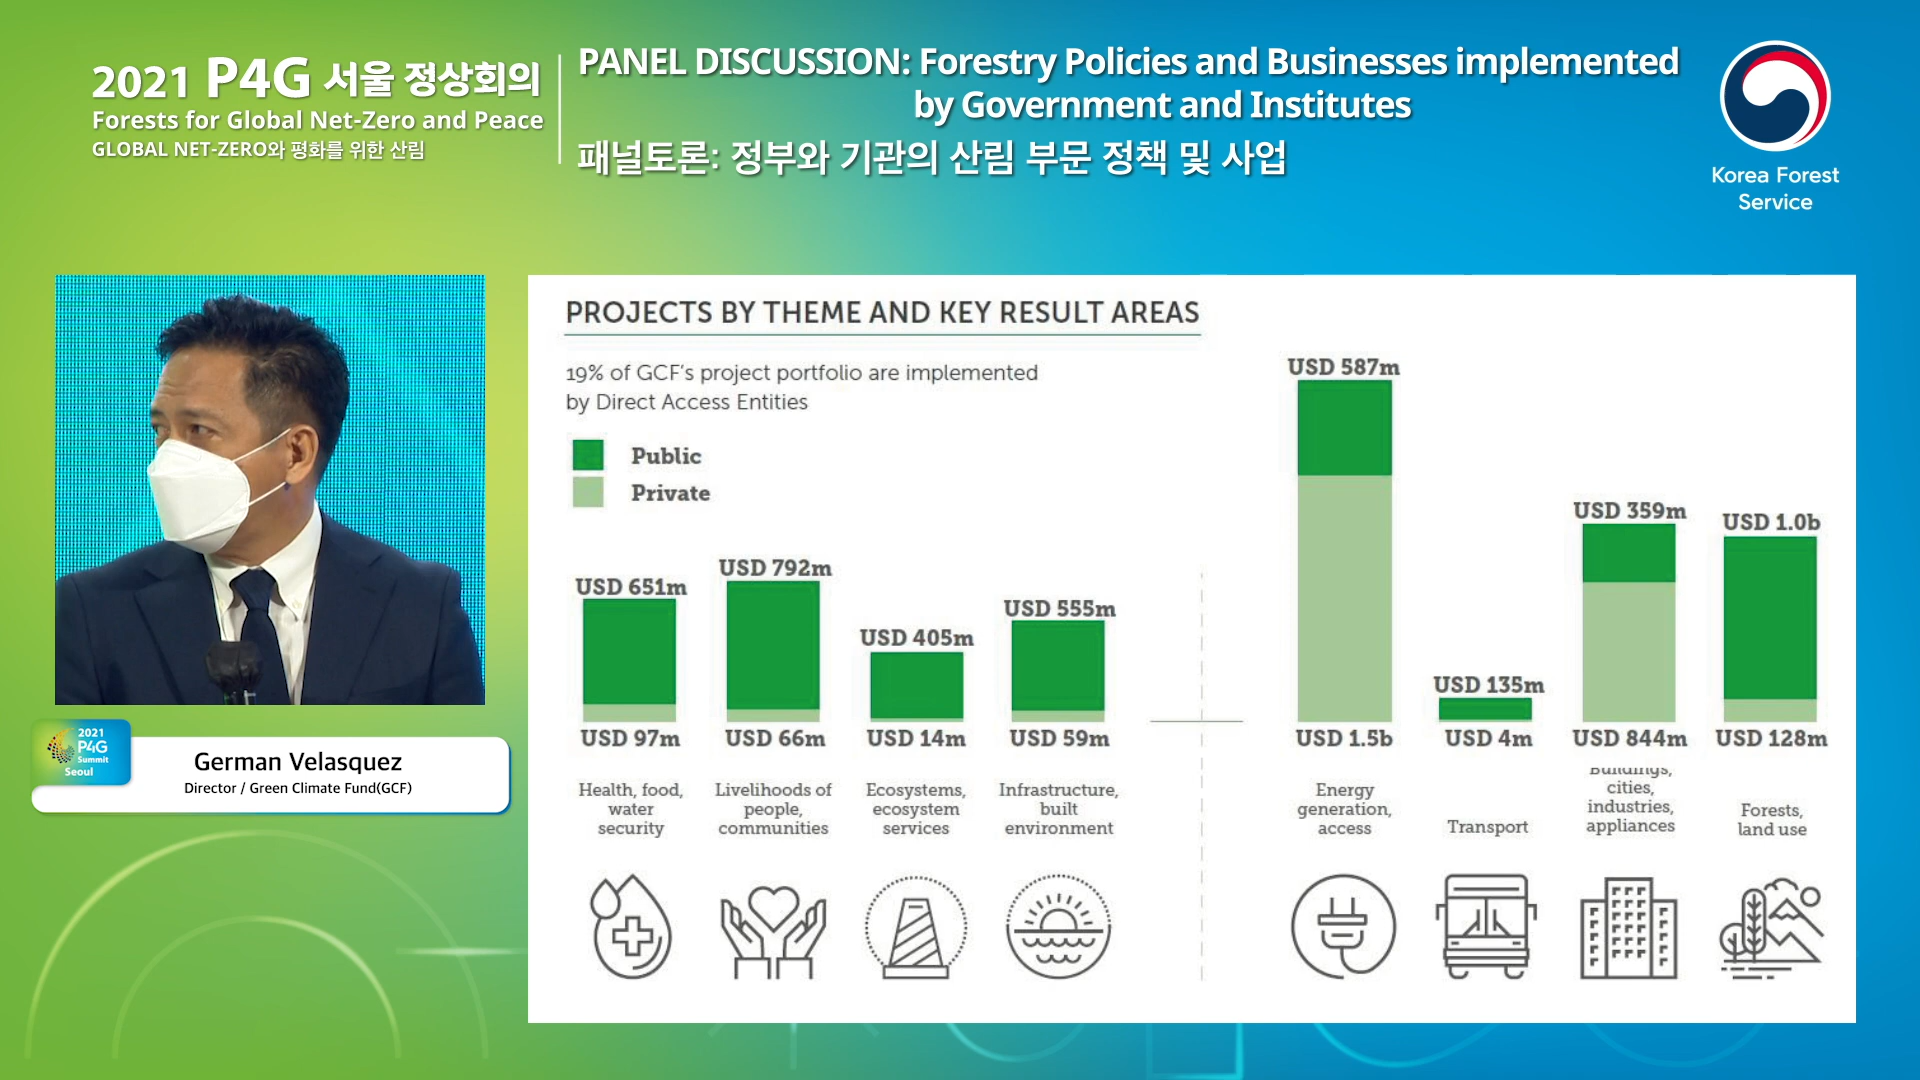 2021 P4G 서울 정상회의
Forests for Global Net-Zero and Peace
GLOBAL NET-ZERO와 평화를 위한 산림
PANEL DISCUSSION: Forestry Policies and Businesses implemented
by Government and Institutes
패널토론: 정부와 기관의 산림 부문 정책 및 사업
Korea Forest
Service
PROJECTS BY THEME AND KEY RESULT AREAS
19% of GCF's project portfolio are implemented
by Direct Access Entities
Public
Private
USD 651m
USD 97m
Health, food,
water
security
USD 792m
USD 66m
Livelihoods of
people,
communities
USD 405m
USD 14m
Ecosystems,
ecosystem
services
USD 555m
USD 59m
Infrastructure,
built
environment
USD 587m
USD 1.5b
Energy
generation,
access
USD 135m
USD 4m
Transport
USD 359m
USD 844m
Buildings,
cities,
industries,
appliances
USD 1.0b
USD 128m
Forests,
land use
2021
P4G
Summit
Seoul
German Velasquez
Director / Green Climate Fund(GCF)